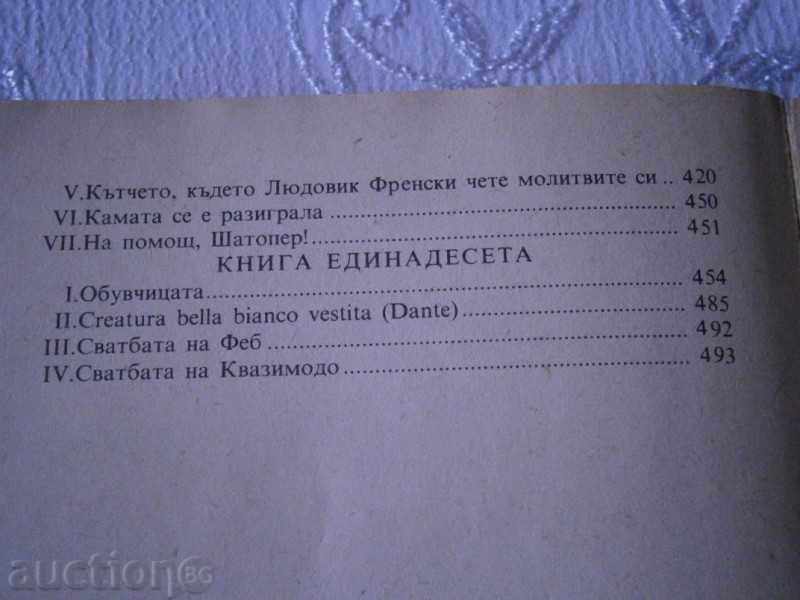 V.Кътчето, където Людовик Френски чете молитвите си .. 420
VI.Камата се е разиграла ........ 450
VII.На помощ, Шатопер!........ 451
КНИГА ЕДИНАДЕСЕТА
I.Обувчицата........ 454
II.Creatura bella bianco vestita (Dante)........ 485
III.Сватбата на Феб ........ 492
IV.Сватбата на Квазимодо........ 493
auction BG